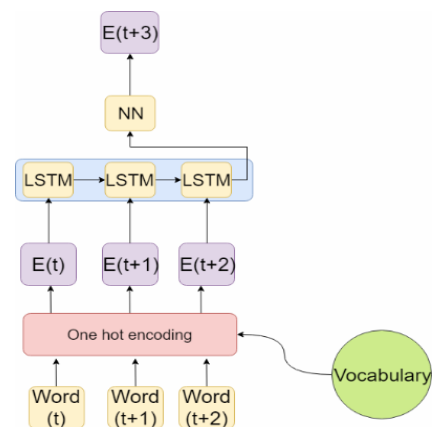 E(t+3)
NN
LSTM LSTM LSTM
E(t) E(t+1) E(t+2)
One hot encoding
Vocabulary
Word Word Word
(t) (t+1) (t+2)